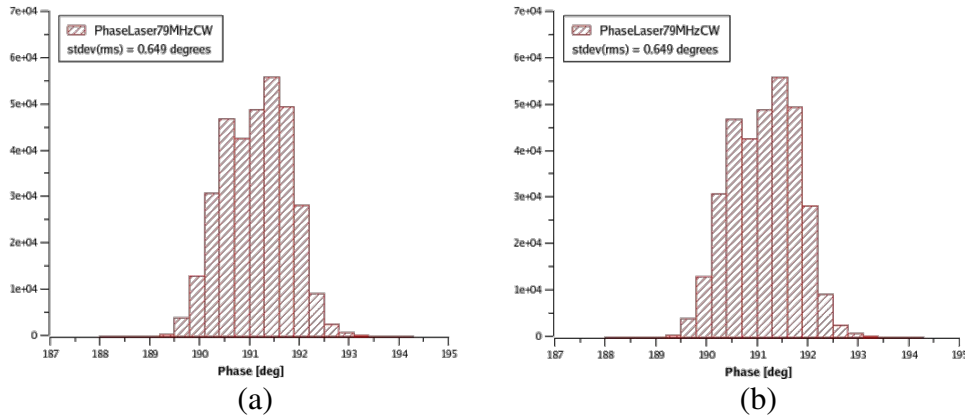 7e+04
PhaseLaser79MHzCW
stdev(rms) = 0.649 degrees
6e+04
5e+04
4e+04
3e+04
2e+04
1e+04
0
187 188 189 190 191 192 193 194 195
Phase [deg]
(a)
7e+04
PhaseLaser79MHzCW
stdev(rms) = 0.649 degrees
6e+04
5e+04
4e+04
3e+04
2e+04
1e+04
0
187 188 189 190 191 192 193 194 195
Phase [deg]
(b)